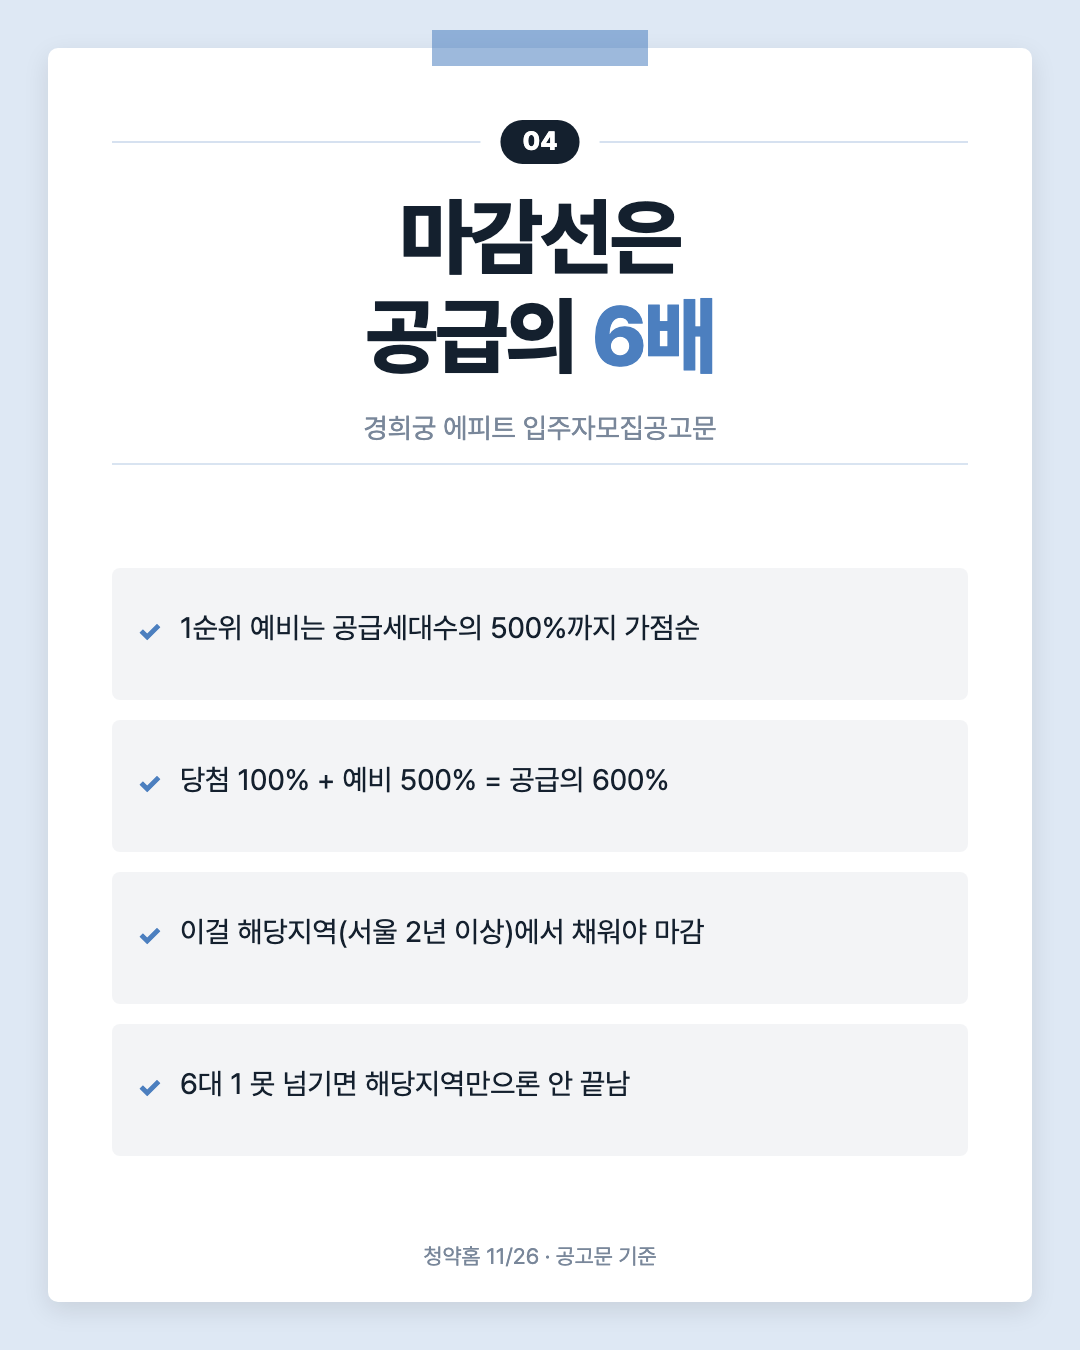 04
마감선은
공급의 6배
경희궁 에피트 입주자모집공고문
1순위 예비는 공급세대수의 500%까지 가점순
당첨 100% + 예비 500% = 공급의 600%
이걸 해당지역(서울 2년 이상)에서 채워야 마감
6대 1 못 넘기면 해당지역만으론 안 끝남
청약홈 11/26 · 공고문 기준